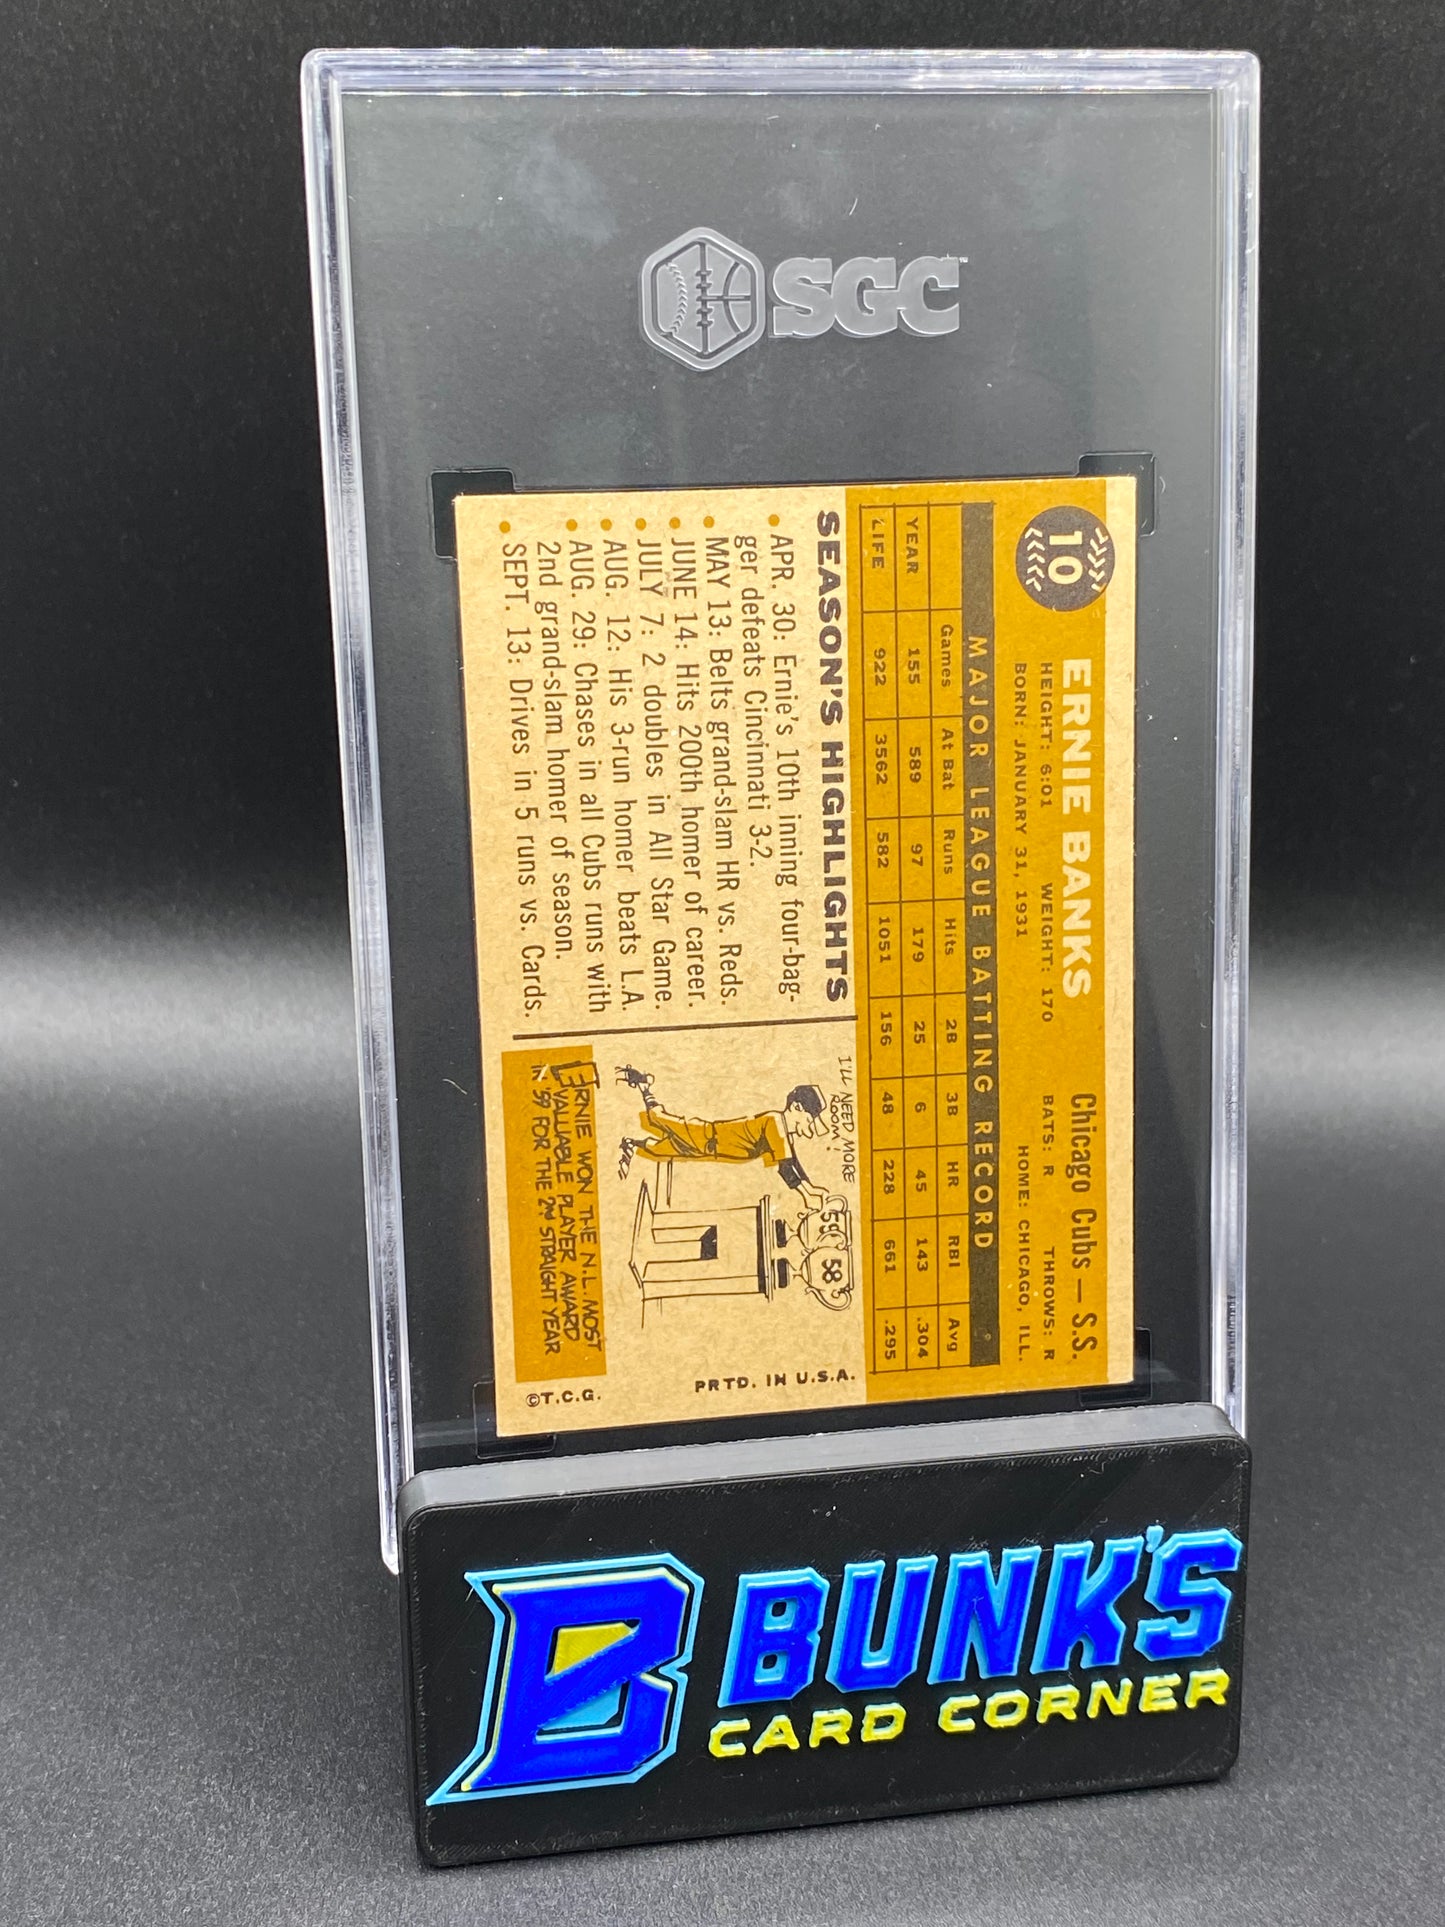 SGC
10
ERNIE BANKS
Chicago Cubs — S.S.
HEIGHT: 6:01 WEIGHT: 170 BATS: R THROWS: R
BORN: JANUARY 31, 1931 HOME: CHICAGO, ILL.
MAJOR LEAGUE BATTING RECORD
Games At Bat Runs Hits 2B 3B HR RBI Avg
YEAR 155 589 97 179 25 6 45 143 .304
LIFE 922 3562 582 1051 156 48 228 661 .295
SEASON'S HIGHLIGHTS
• APR. 30: Ernie's 10th inning four-bag-
ger defeats Cincinnati 3-2.
• MAY 13: Belts grand-slam HR vs. Reds.
• JUNE 14: Hits 200th homer of career.
• JULY 7: 2 doubles in All Star Game.
• AUG. 12: His 3-run homer beats L.A.
• AUG. 29: Chases in all Cubs runs with
2nd grand-slam homer of season.
• SEPT. 13: Drives in 5 runs vs. Cards.
I'LL NEED MORE
ROOM!
59 58
ERNIE WON THE N.L. MOST
VALUABLE PLAYER AWARD
IN '59 FOR THE 2nd STRAIGHT YEAR
PRTD. IN U.S.A.
©T.C.G.
B BUNK'S
CARD CORNER